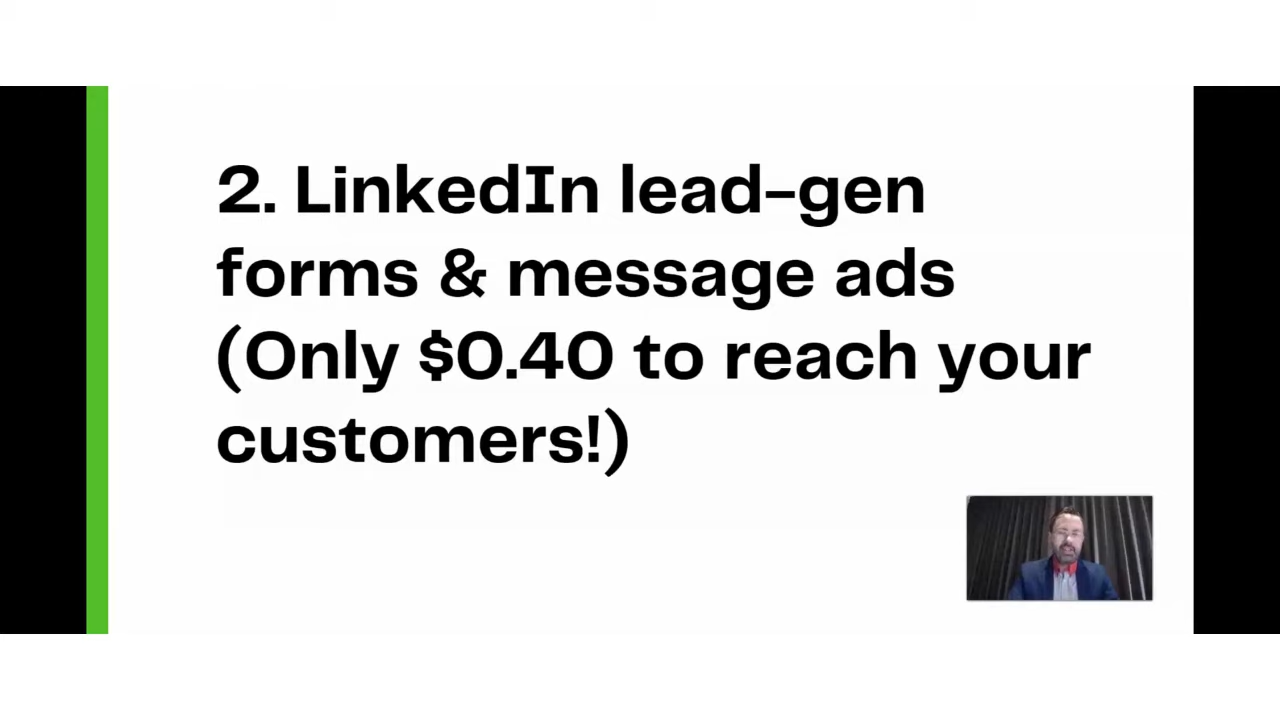 2. LinkedIn lead-gen
forms & message ads
(Only $0.40 to reach your
customers!)